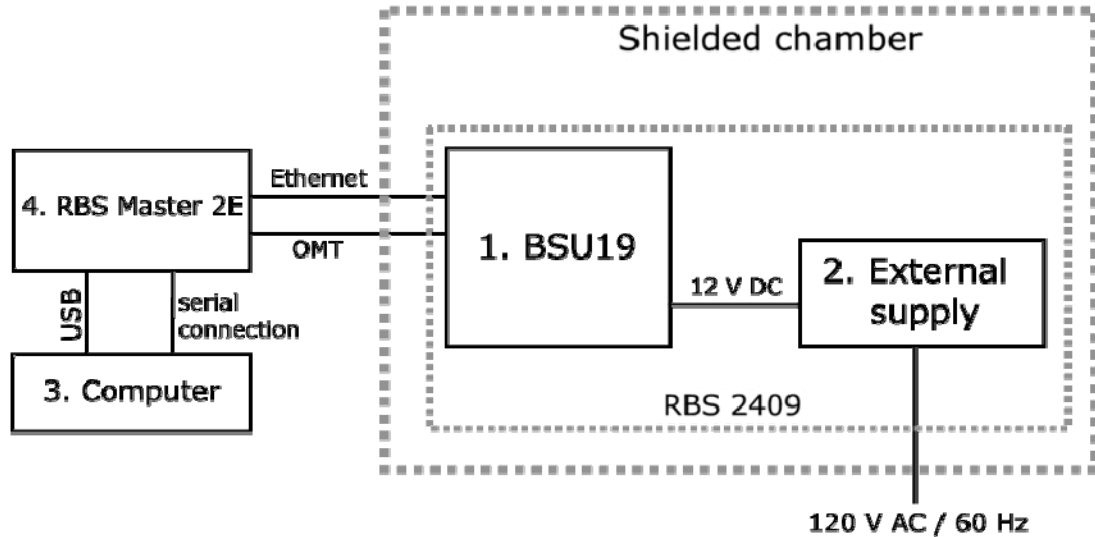 Shielded chamber
4. RBS Master 2E
Ethernet
OMT
1. BSU19
12 V DC
2. External
supply
USB
serial
connection
3. Computer
RBS 2409
120 V AC / 60 Hz